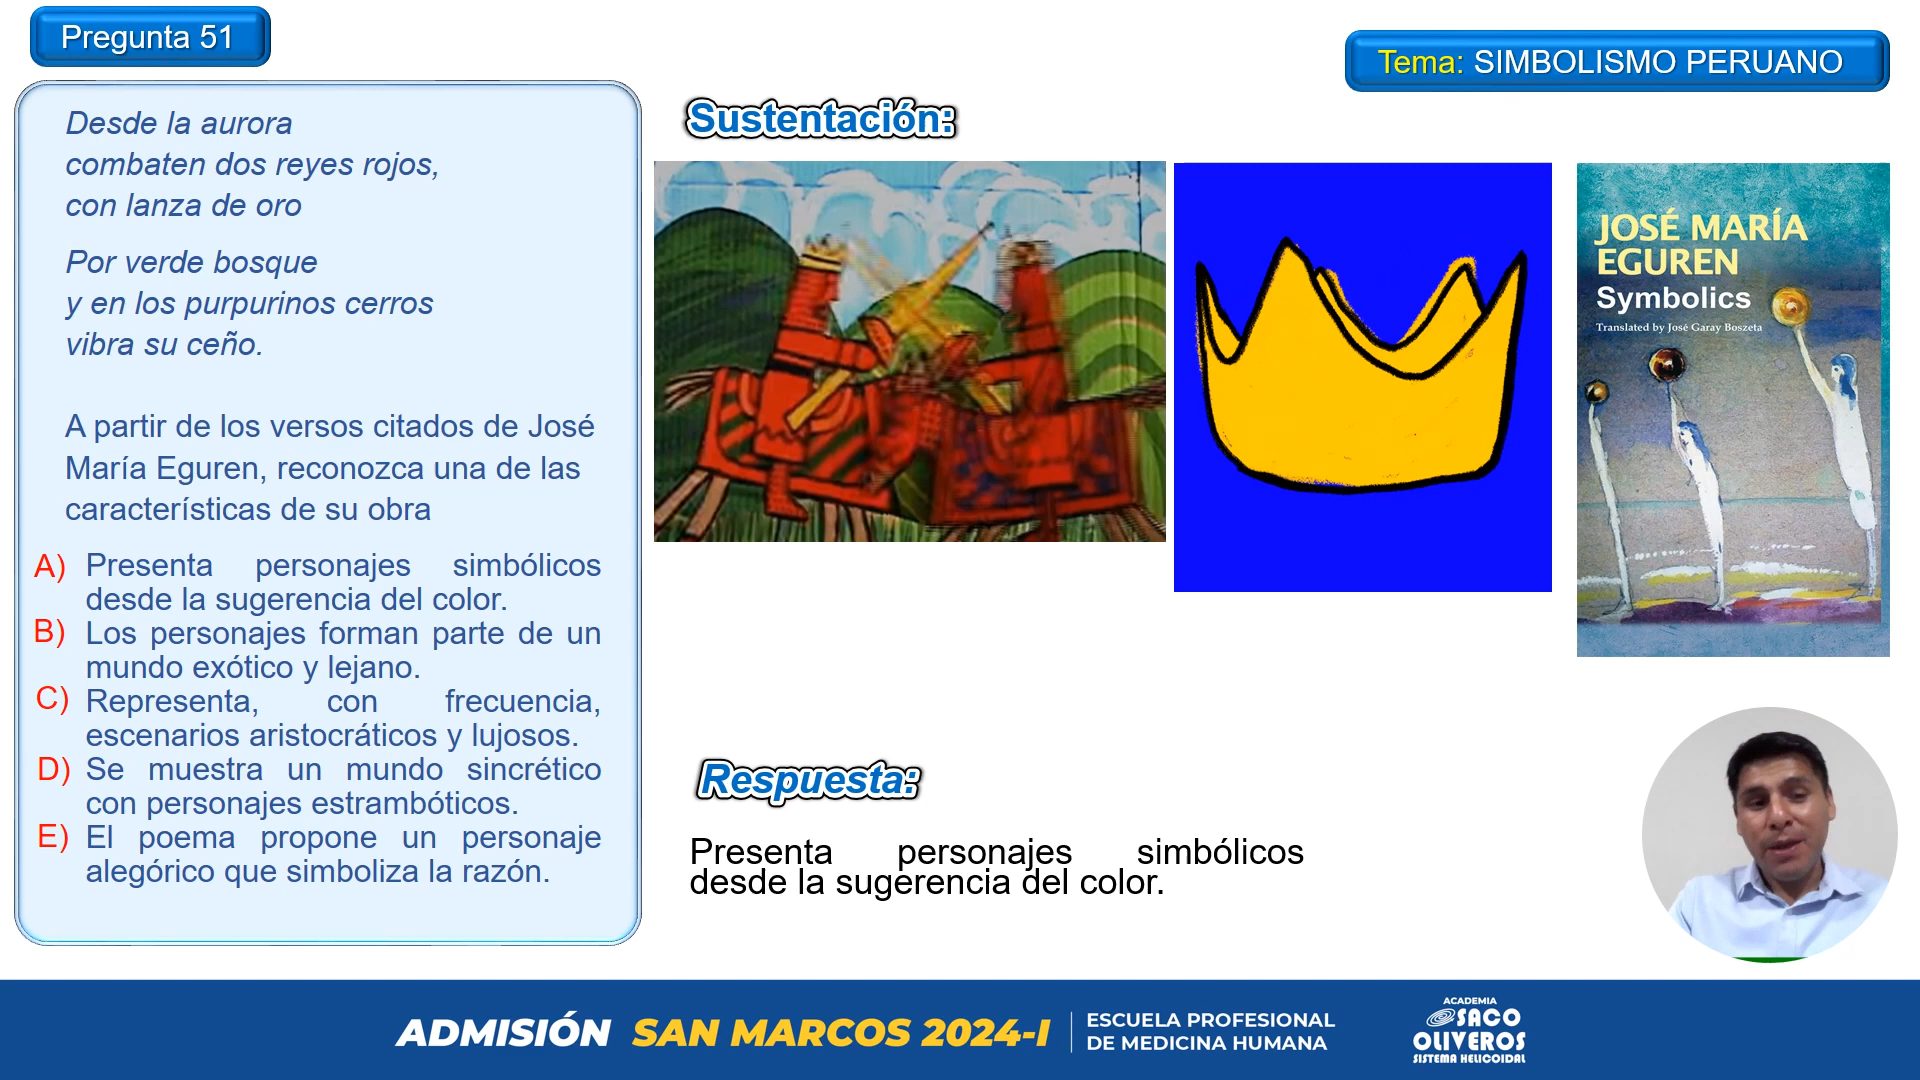 Pregunta 51
Tema: SIMBOLISMO PERUANO
Desde la aurora
combaten dos reyes rojos,
con lanza de oro
Por verde bosque
y en los purpurinos cerros
vibra su ceño.
A partir de los versos citados de José
María Eguren, reconozca una de las
características de su obra
A) Presenta personajes simbólicos
desde la sugerencia del color.
B) Los personajes forman parte de un
mundo exótico y lejano.
C) Representa, con frecuencia,
escenarios aristocráticos y lujosos.
D) Se muestra un mundo sincrético
con personajes estrambóticos.
E) El poema propone un personaje
alegórico que simboliza la razón.
Sustentación:
JOSÉ MARÍA
EGUREN
Symbolics
Translated by José Garay Boszeta
Respuesta:
Presenta personajes simbólicos
desde la sugerencia del color.
ADMISIÓN SAN MARCOS 2024-I
ESCUELA PROFESIONAL
DE MEDICINA HUMANA
ACADEMIA
SACO
OLIVEROS
SISTEMA HELICOIDAL